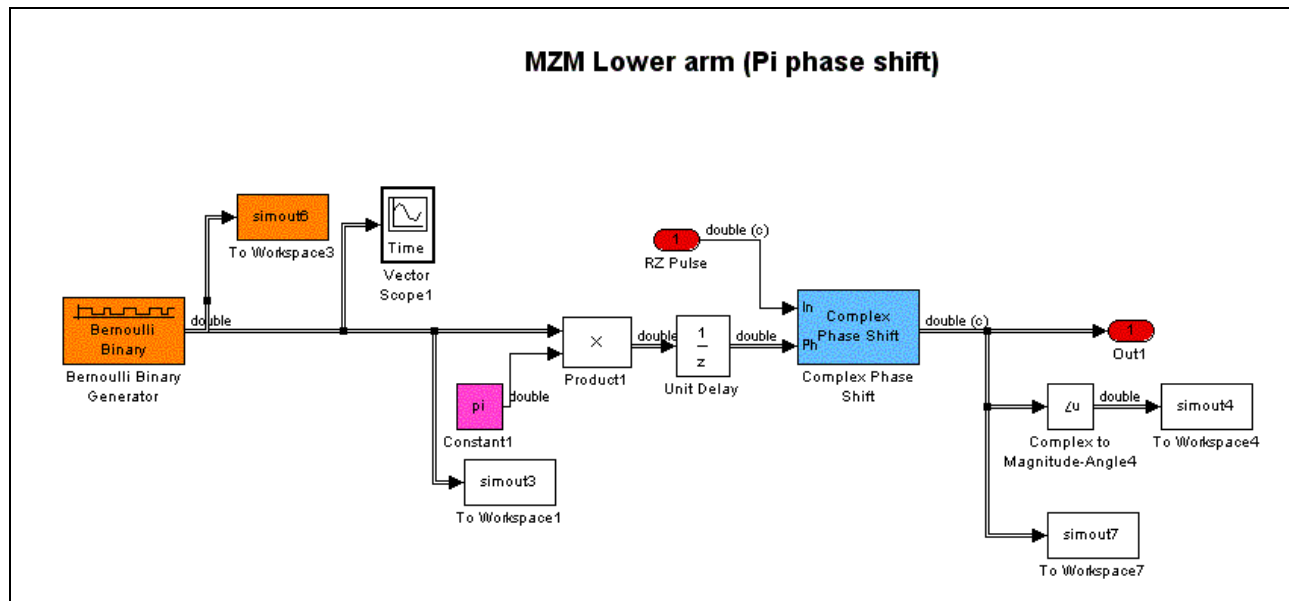 MZM Lower arm (Pi phase shift)
simout6
To Workspace3
Time
Vector
Scope1
Bernoulli
Binary
Bernoulli Binary
Generator
double
pi
Constant1
double
simout3
To Workspace1
×
Product1
double
1
z
Unit Delay
double
1
RZ Pulse
double (c)
In
Ph
Complex
Phase Shift
Complex Phase
Shift
double (c)
1
Out1
∠u
Complex to
Magnitude-Angle4
double
simout4
To Workspace4
simout7
To Workspace7